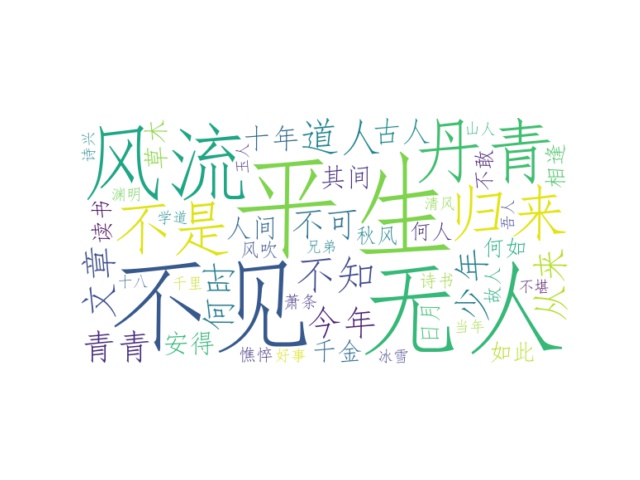 诗兴
风流
草木
十年
道人
古人
丹青
山人
相逢
玉人
不敢
渊明
平生
其间
清风
归来
吾人
读书
不是
学道
人间
不可
秋风
何人
风吹
兄弟
何如
文章
不见
何时
不知
无人
诗书
少年
故人
不堪
从来
十八
千里
萧条
今年
日月
当年
青青
安得
憔悴
好事
千金
冰雪
如此